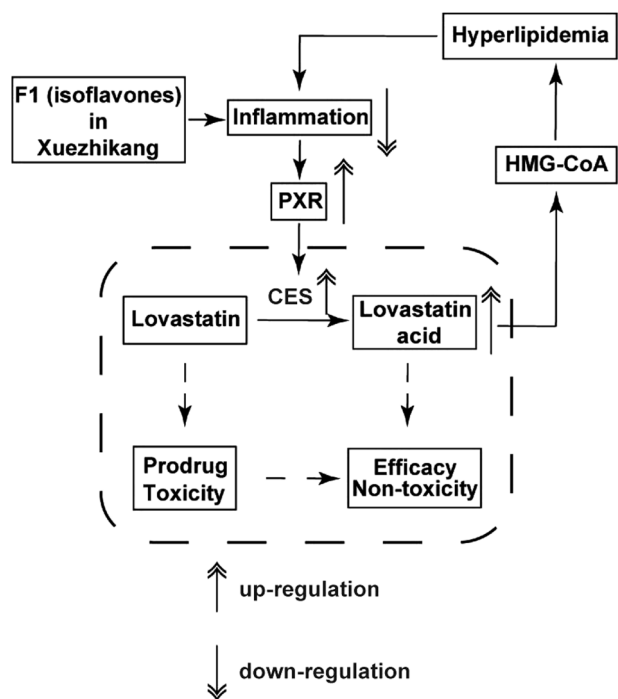 Hyperlipidemia
F1 (isoflavones)
in
Xuezhikang
Inflammation
HMG-CoA
PXR
CES
Lovastatin
Lovastatin
acid
Prodrug
Toxicity
Efficacy
Non-toxicity
up-regulation
down-regulation